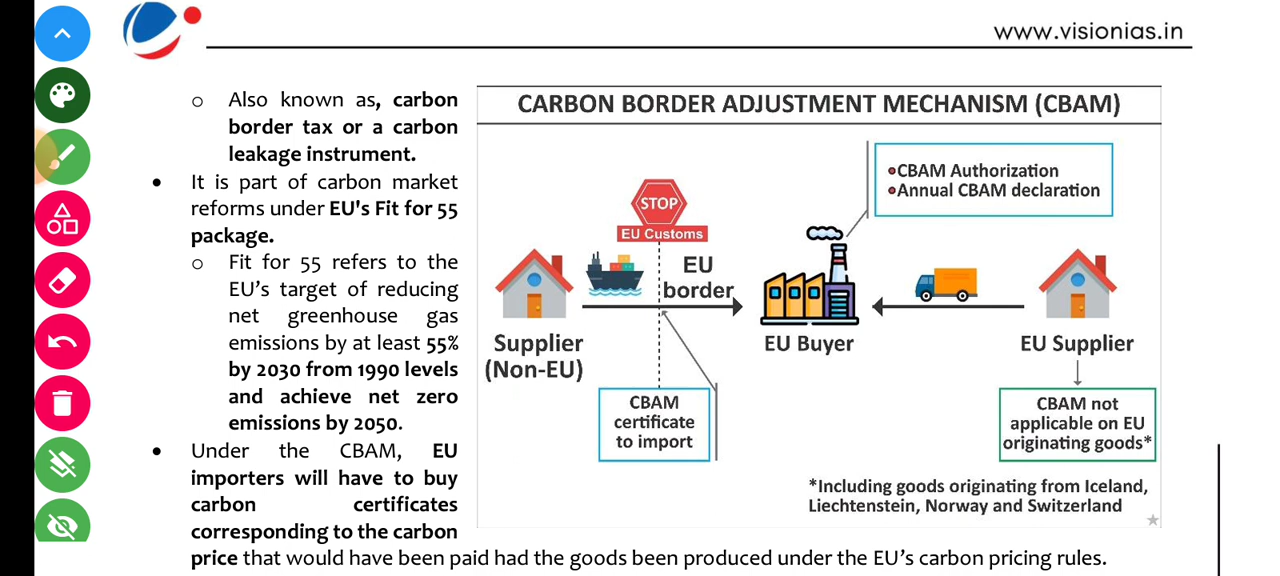 www.visionias.in
o Also known as, carbon
border tax or a carbon
leakage instrument.
• It is part of carbon market
reforms under EU's Fit for 55
package.
o Fit for 55 refers to the
EU’s target of reducing
net greenhouse gas
emissions by at least 55%
by 2030 from 1990 levels
and achieve net zero
emissions by 2050.
• Under the CBAM, EU
importers will have to buy
carbon certificates
corresponding to the carbon
price that would have been paid had the goods been produced under the EU’s carbon pricing rules.
CARBON BORDER ADJUSTMENT MECHANISM (CBAM)
•CBAM Authorization
•Annual CBAM declaration
STOP
EU Customs
EU
border
Supplier
(Non-EU)
EU Buyer
EU Supplier
CBAM
certificate
to import
CBAM not
applicable on EU
originating goods*
*Including goods originating from Iceland,
Liechtenstein, Norway and Switzerland